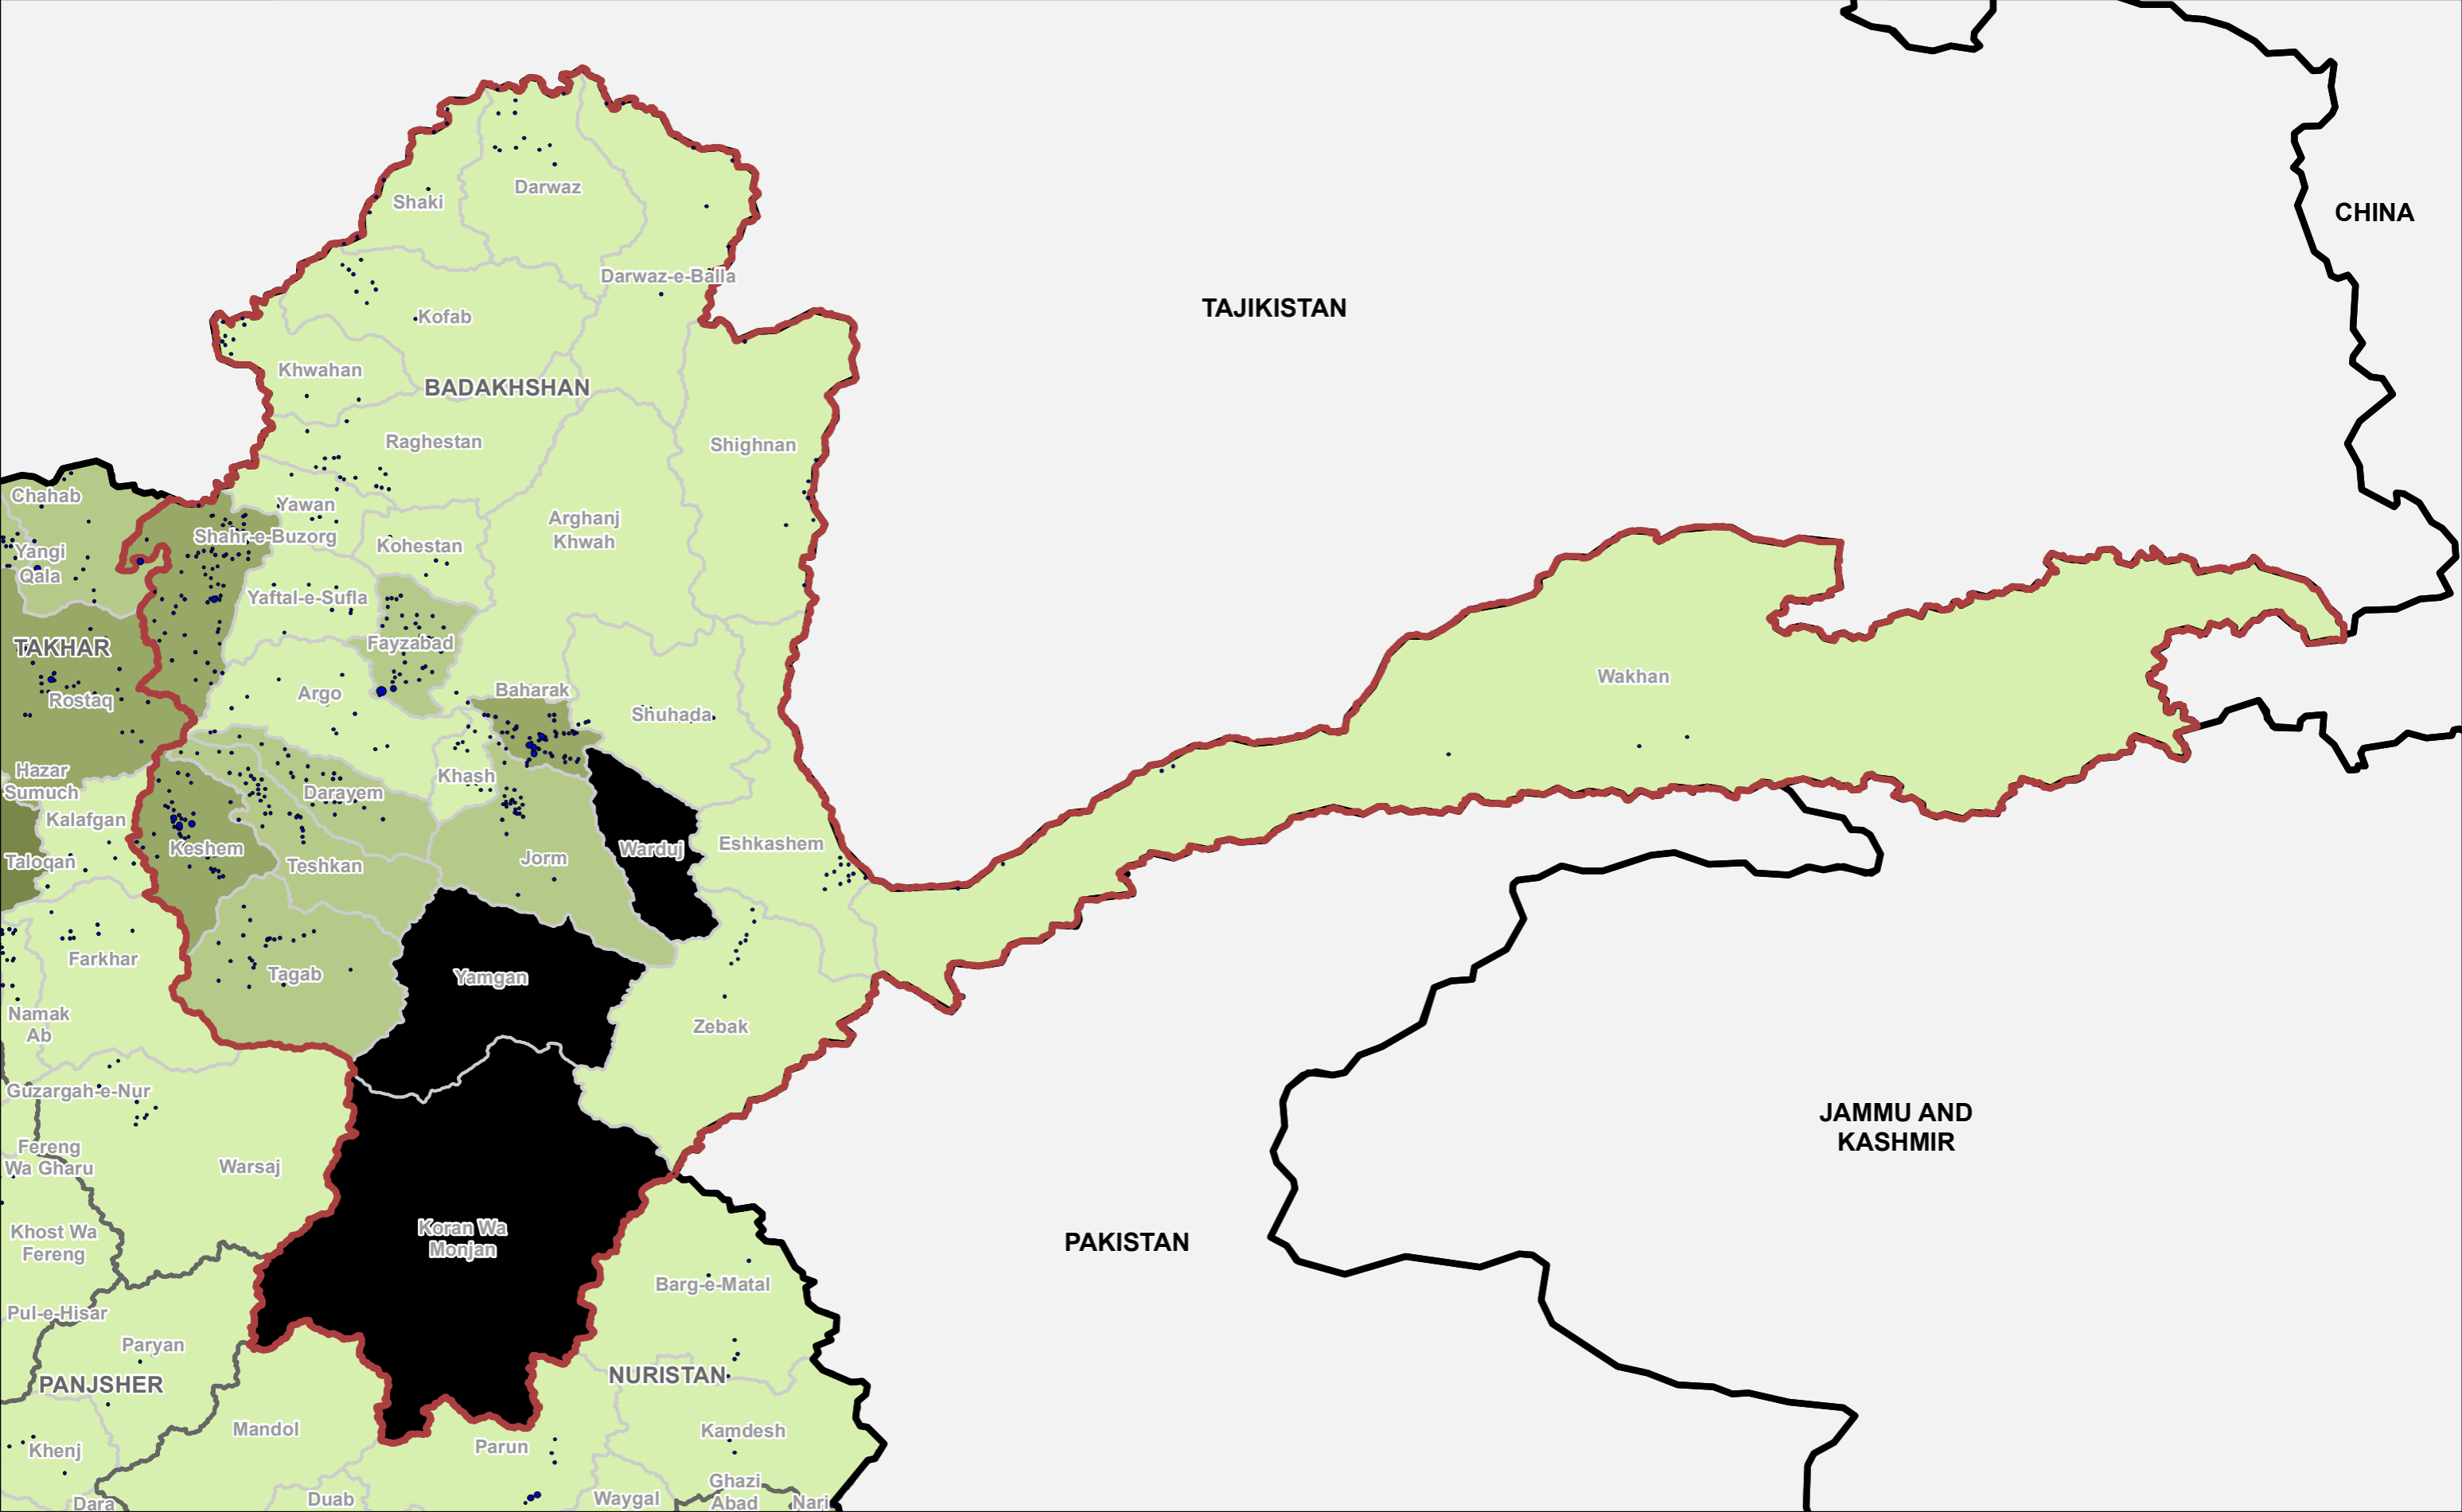 CHINA
TAJIKISTAN
Darwaz
Shaki
Darwaz-e-Balla
Kofab
Khwahan
BADAKHSHAN
Raghestan
Shighnan
Chahab
Yawan
Shahr-e-Buzorg
Arghanj
Khwah
Kohestan
Yangi
Qala
Yaftal-e-Sufla
Fayzabad
TAKHAR
Wakhan
Argo
Baharak
Rostaq
Shuhada
Hazar
Sumuch
Khash
Darayem
Kalafgan
Keshem
Warduj
Eshkashem
Taloqan
Teshkan
Jorm
Farkhar
Tagab
Yamgan
Namak
Ab
Zebak
Guzargah-e-Nur
JAMMU AND
KASHMIR
Fereng
Wa Gharu
Warsaj
Khost Wa
Fereng
Koran Wa
Monjan
PAKISTAN
Barg-e-Matal
Pul-e-Hisar
Paryan
PANJSHER
NURISTAN
Mandol
Kamdesh
Khenj
Parun
Ghazi
Abad
Dara
Duab
Waygal
Nari